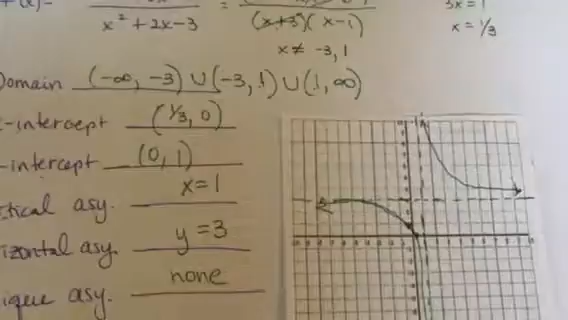 3x = 1
x² + 2x - 3 = (x+3)(x-1)
x = 1/3
x ≠ -3, 1
Domain (-∞, -3) ∪ (-3, 1) ∪ (1, ∞)
-intercept (1/3, 0)
-intercept (0, 1)
tical asy. x = 1
izontal asy. y = 3
ique asy. none